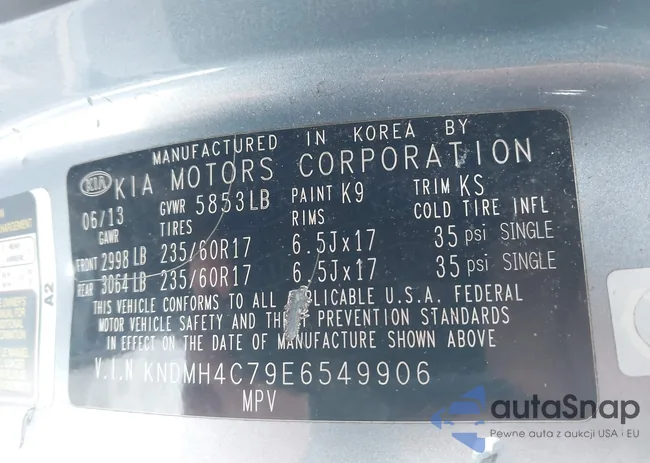 MANUFACTURED IN KOREA BY
KIA KIA MOTORS CORPORATION
06/13 GVWR 5853LB PAINT K9 TRIM KS
GAWR TIRES RIMS COLD TIRE INFL
FRONT 2998 LB 235/60R17 6.5Jx17 35 psi SINGLE
REAR 3064 LB 235/60R17 6.5Jx17 35 psi SINGLE
THIS VEHICLE CONFORMS TO ALL APPLICABLE U.S.A. FEDERAL
MOTOR VEHICLE SAFETY AND PREVENTION STANDARDS
IN EFFECT ON THE DATE OF MANUFACTURE SHOWN ABOVE
V.I.N KNDMH4C79E6549906
MPV
A2
autaSnap
Pewne auta z aukcji USA i EU